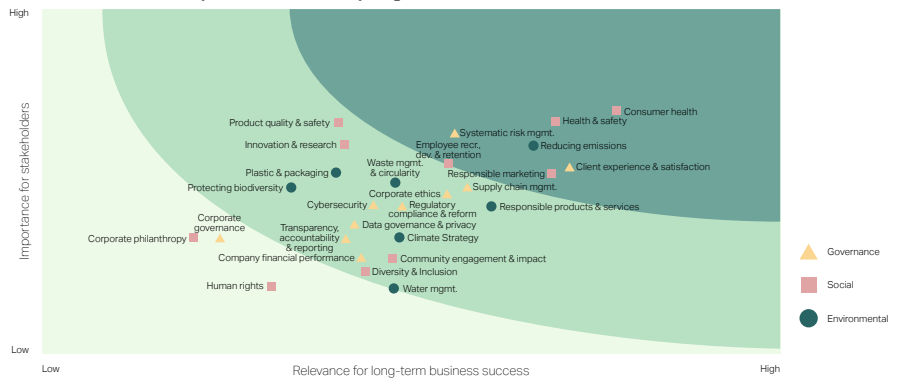 High
Importance for stakeholders
Low
Low
Relevance for long-term business success
High
Consumer health
Product quality & safety
Health & safety
Systematic risk mgmt.
Innovation & research
Employee recr.,
dev. & retention
Reducing emissions
Waste mgmt.
& circularity
Client experience & satisfaction
Plastic & packaging
Responsible marketing
Protecting biodiversity
Supply chain mgmt.
Corporate ethics
Cybersecurity
Regulatory
compliance & reform
Responsible products & services
Corporate
governance
Data governance & privacy
Transparency,
accountability
& reporting
Corporate philanthropy
Climate Strategy
Company financial performance
Community engagement & impact
Diversity & Inclusion
Human rights
Water mgmt.
Governance
Social
Environmental